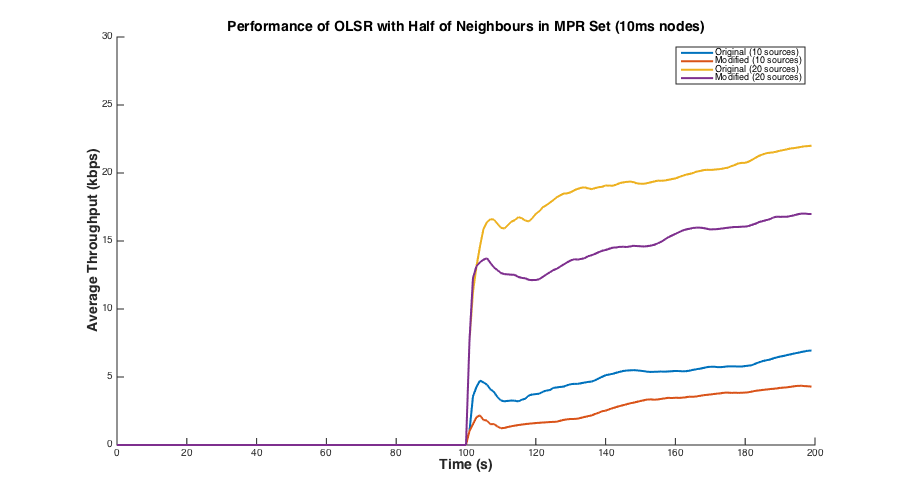 Performance of OLSR with Half of Neighbours in MPR Set (10ms nodes)
Original (10 sources)
Modified (10 sources)
Original (20 sources)
Modified (20 sources)
Average Throughput (kbps)
30
25
20
15
10
5
0
0 20 40 60 80 100 120 140 160 180 200
Time (s)